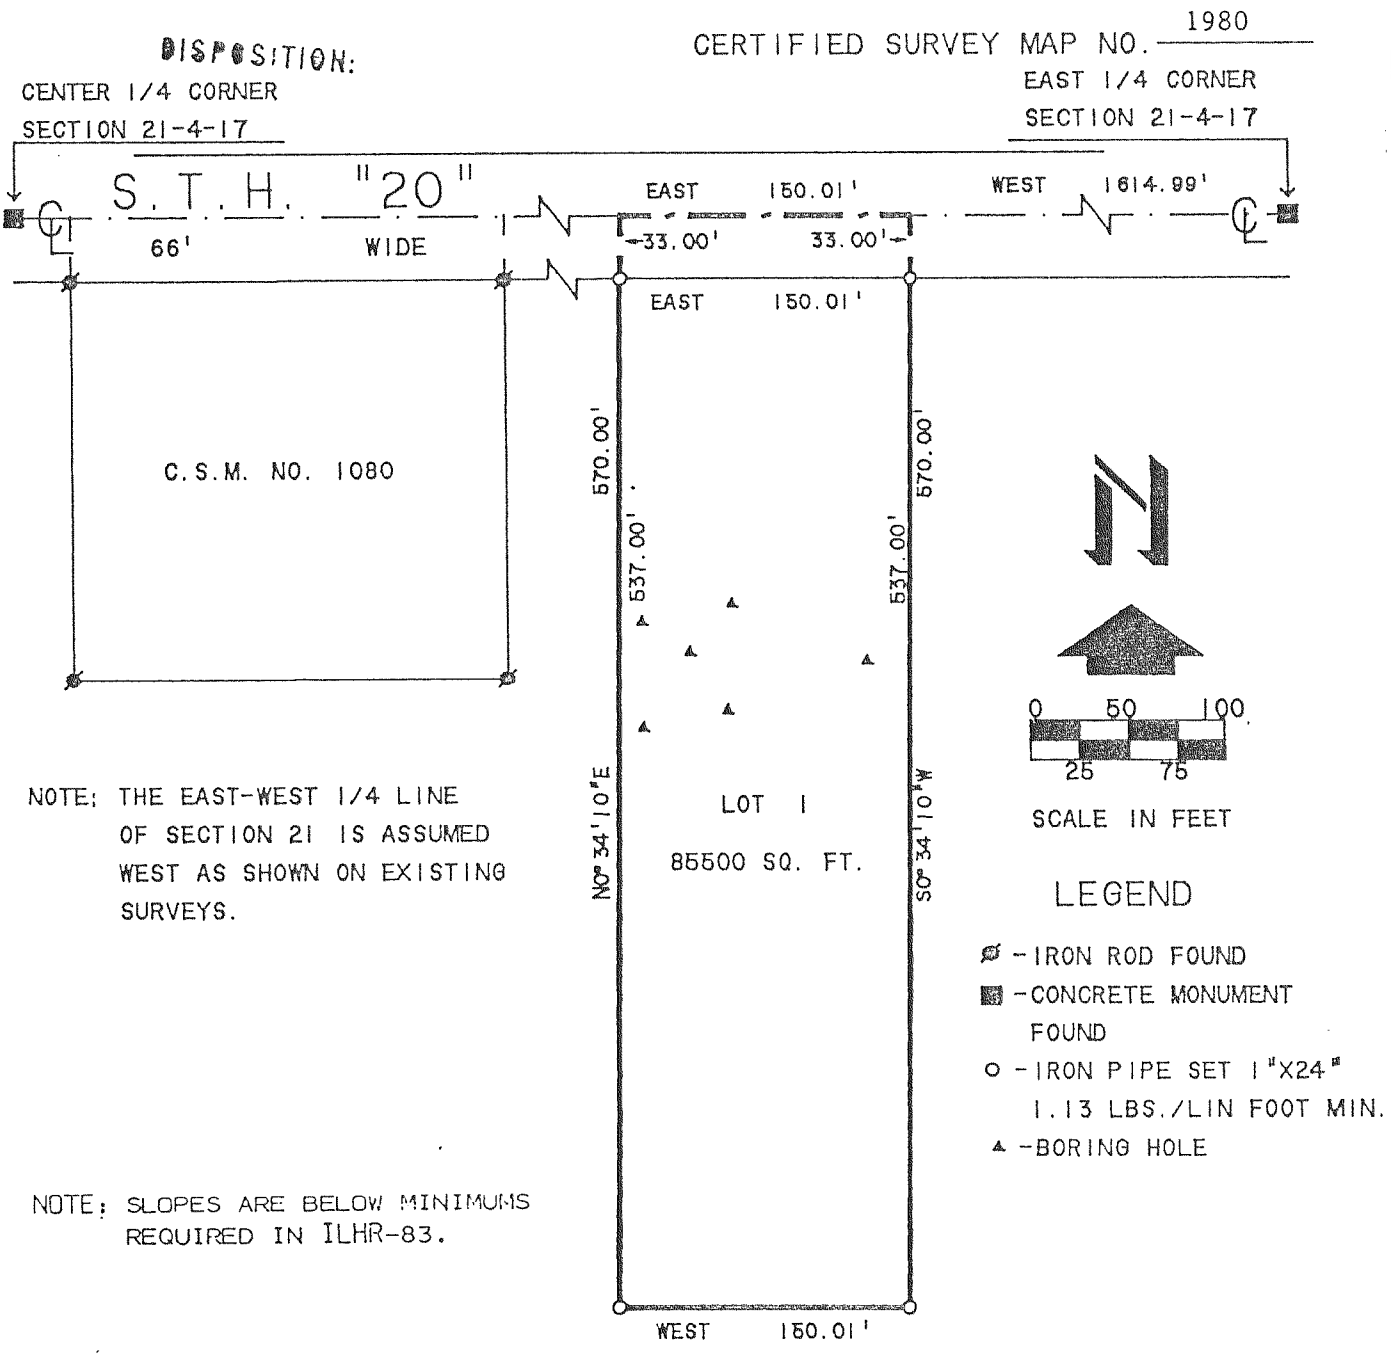 DISPOSITION:
CERTIFIED SURVEY MAP NO. 1980
CENTER 1/4 CORNER
SECTION 21-4-17
EAST 1/4 CORNER
SECTION 21-4-17
S.T.H. "20"
EAST 150.01'
WEST 1614.99'
66' WIDE
33.00'
33.00'
EAST 150.01'
C.S.M. NO. 1080
570.00'
537.00'
N0°34'10"E
570.00'
537.00'
S0°34'10"W
N
0 50 100
25 75
SCALE IN FEET
LOT 1
85500 SQ. FT.
NOTE: THE EAST-WEST 1/4 LINE
OF SECTION 21 IS ASSUMED
WEST AS SHOWN ON EXISTING
SURVEYS.
LEGEND
-IRON ROD FOUND
-CONCRETE MONUMENT
FOUND
-IRON PIPE SET 1"X24"
1.13 LBS./LIN FOOT MIN.
-BORING HOLE
NOTE: SLOPES ARE BELOW MINIMUMS
REQUIRED IN ILHR-83.
WEST 150.01'